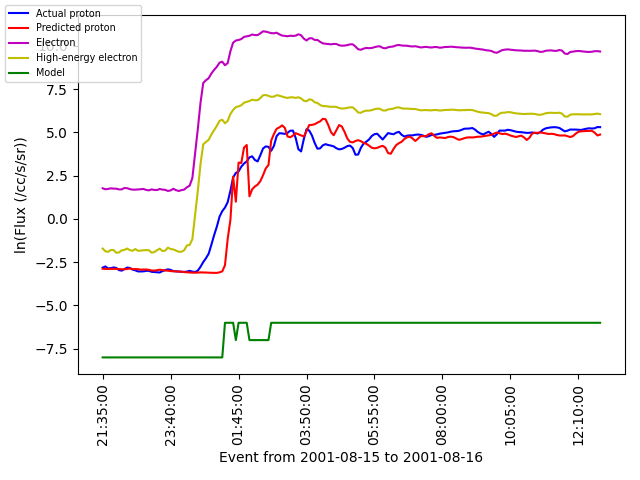 Actual proton
Predicted proton
Electron
High-energy electron
Model
10.0
7.5
5.0
2.5
0.0
−2.5
−5.0
−7.5
ln(Flux (/cc/s/sr))
21:35:00
23:40:00
01:45:00
03:50:00
05:55:00
08:00:00
10:05:00
12:10:00
Event from 2001-08-15 to 2001-08-16